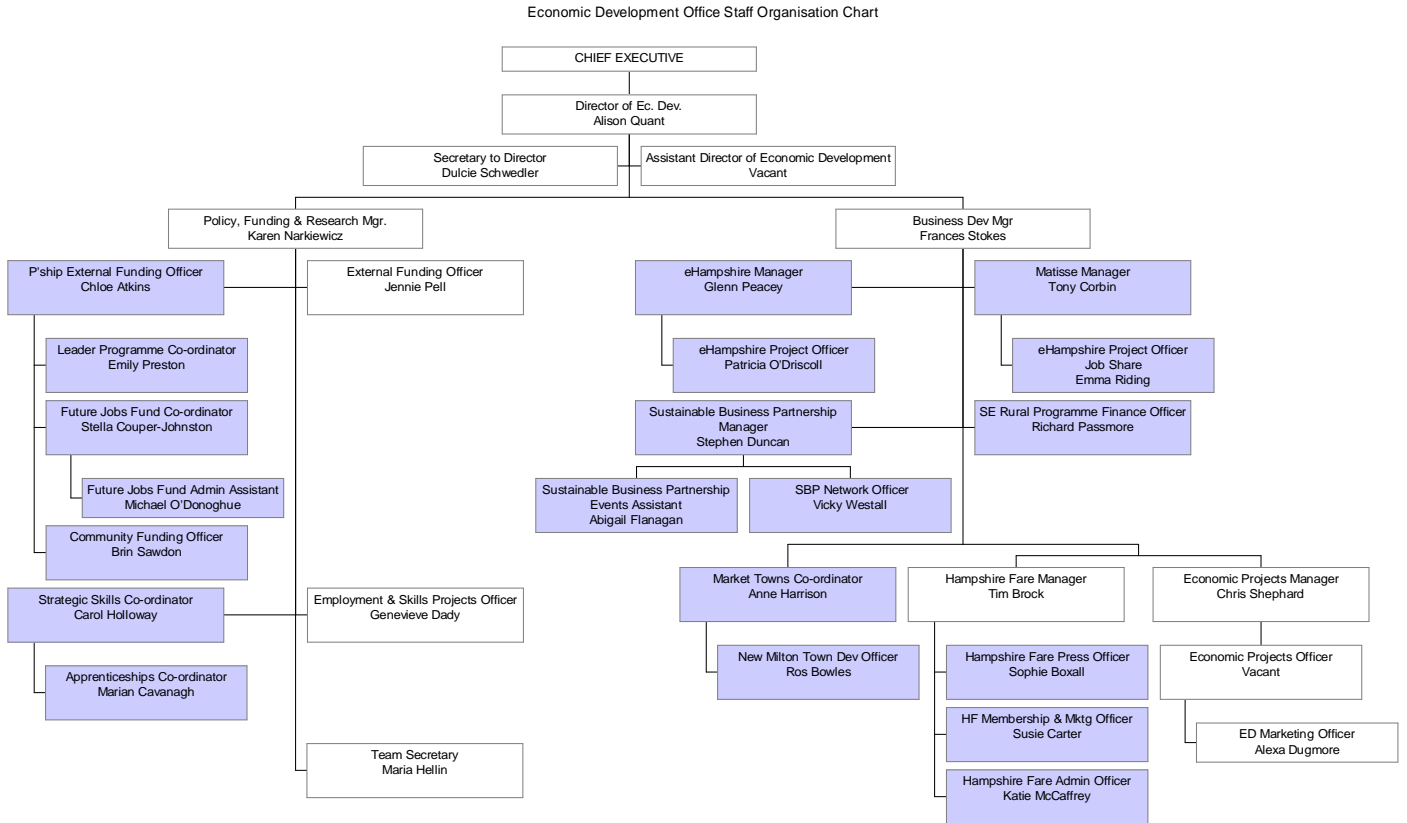 Economic Development Office Staff Organisation Chart
CHIEF EXECUTIVE
Director of Ec. Dev.
Alison Quant
Secretary to Director
Dulcie Schwedler
Assistant Director of Economic Development
Vacant
Policy, Funding & Research Mgr.
Karen Narkiewicz
Business Dev Mgr
Frances Stokes
P'ship External Funding Officer
Chloe Atkins
External Funding Officer
Jennie Pell
Leader Programme Co-ordinator
Emily Preston
Future Jobs Fund Co-ordinator
Stella Couper-Johnston
Future Jobs Fund Admin Assistant
Michael O'Donoghue
Community Funding Officer
Brin Sawdon
Strategic Skills Co-ordinator
Carol Holloway
Employment & Skills Projects Officer
Genevieve Dady
Apprenticeships Co-ordinator
Marian Cavanagh
Team Secretary
Maria Hellin
eHampshire Manager
Glenn Peacey
Matisse Manager
Tony Corbin
eHampshire Project Officer
Patricia O'Driscoll
eHampshire Project Officer
Job Share
Emma Riding
Sustainable Business Partnership
Manager
Stephen Duncan
SE Rural Programme Finance Officer
Richard Passmore
Sustainable Business Partnership
Events Assistant
Abigail Flanagan
SBP Network Officer
Vicky Westall
Market Towns Co-ordinator
Anne Harrison
Hampshire Fare Manager
Tim Brock
Economic Projects Manager
Chris Shephard
New Milton Town Dev Officer
Ros Bowles
Hampshire Fare Press Officer
Sophie Boxall
Economic Projects Officer
Vacant
HF Membership & Mktg Officer
Susie Carter
ED Marketing Officer
Alexa Dugmore
Hampshire Fare Admin Officer
Katie McCaffrey